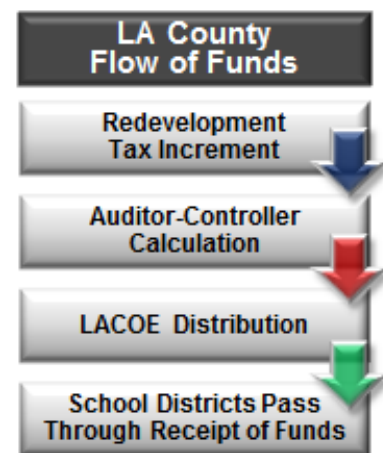 LA County
Flow of Funds
Redevelopment
Tax Increment
Auditor-Controller
Calculation
LACOE Distribution
School Districts Pass
Through Receipt of Funds